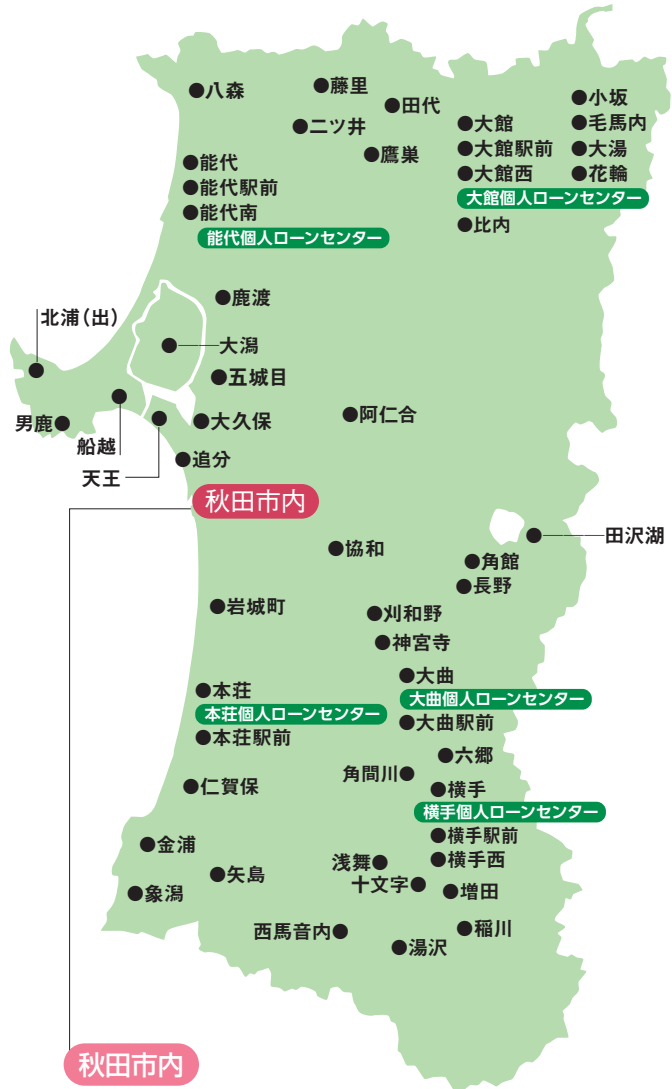 八森
藤里
田代
小坂
二ツ井
大館
毛馬内
鷹巣
大館駅前
大湯
能代
大館西
花輪
能代駅前
大館個人ローンセンター
能代南
比内
能代個人ローンセンター
鹿渡
北浦（出）
大潟
五城目
男鹿
船越
大久保
阿仁合
天王
追分
秋田市内
田沢湖
協和
角館
長野
岩城町
刈和野
神宮寺
大曲
本荘
大曲個人ローンセンター
本荘個人ローンセンター
大曲駅前
本荘駅前
六郷
角間川
仁賀保
横手
横手個人ローンセンター
横手駅前
金浦
浅舞
横手西
矢島
十文字
増田
象潟
西馬音内
稲川
湯沢
秋田市内